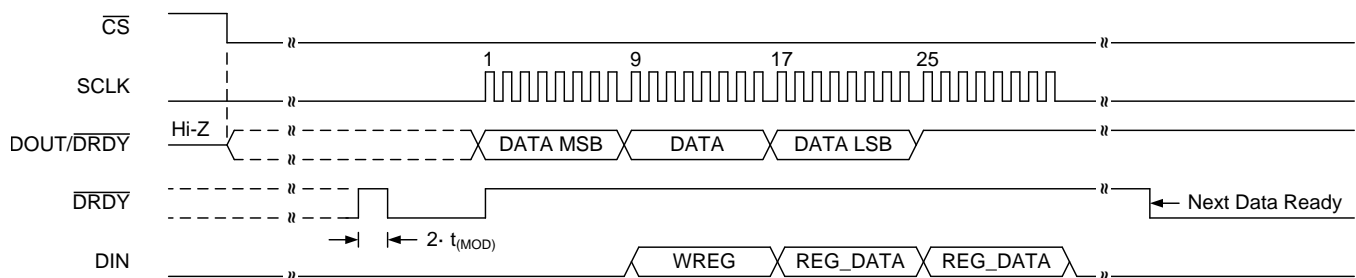 CS
1 9 17 25
SCLK
Hi-Z
DOUT/DRDY DATA MSB DATA DATA LSB
DRDY Next Data Ready
2· t(MOD)
DIN WREG REG_DATA REG_DATA